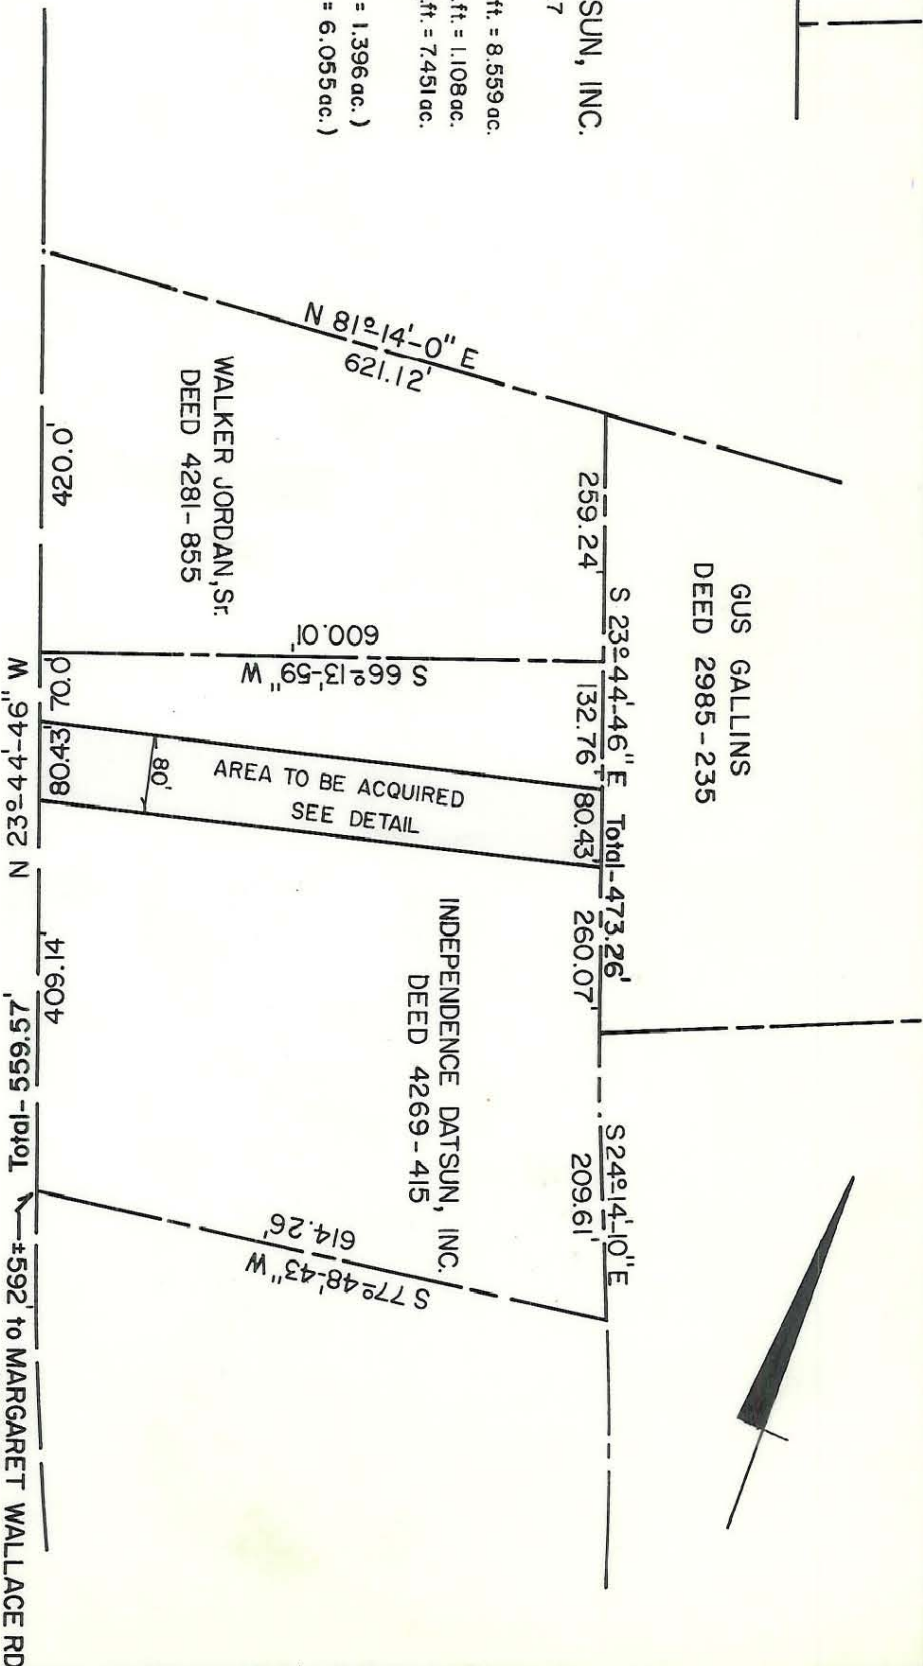 SUN, INC.
7
ft. = 8.559 ac.
.ft. = 1.108 ac.
.ft. = 7.451 ac.
= 1.396 ac. )
= 6.055 ac. )
GUS GALLINS
DEED 2985-235
N 81º-14'-0" E
621.12'
259.24'
S 23º-44'-46" E Total-473.26'
132.76'
80.43'
260.07'
S 24º-14'-10" E
209.61'
WALKER JORDAN, Sr.
DEED 4281-855
600.01'
S 66º-13'-59" W
AREA TO BE ACQUIRED
SEE DETAIL
80'
INDEPENDENCE DATSUN, INC.
DEED 4269-415
614.26'
S 77º-48'-43" W
420.0'
70.0'
80.43'
409.14'
N 23º-44'-46" W
Total-559.57'
±592' to MARGARET WALLACE RD